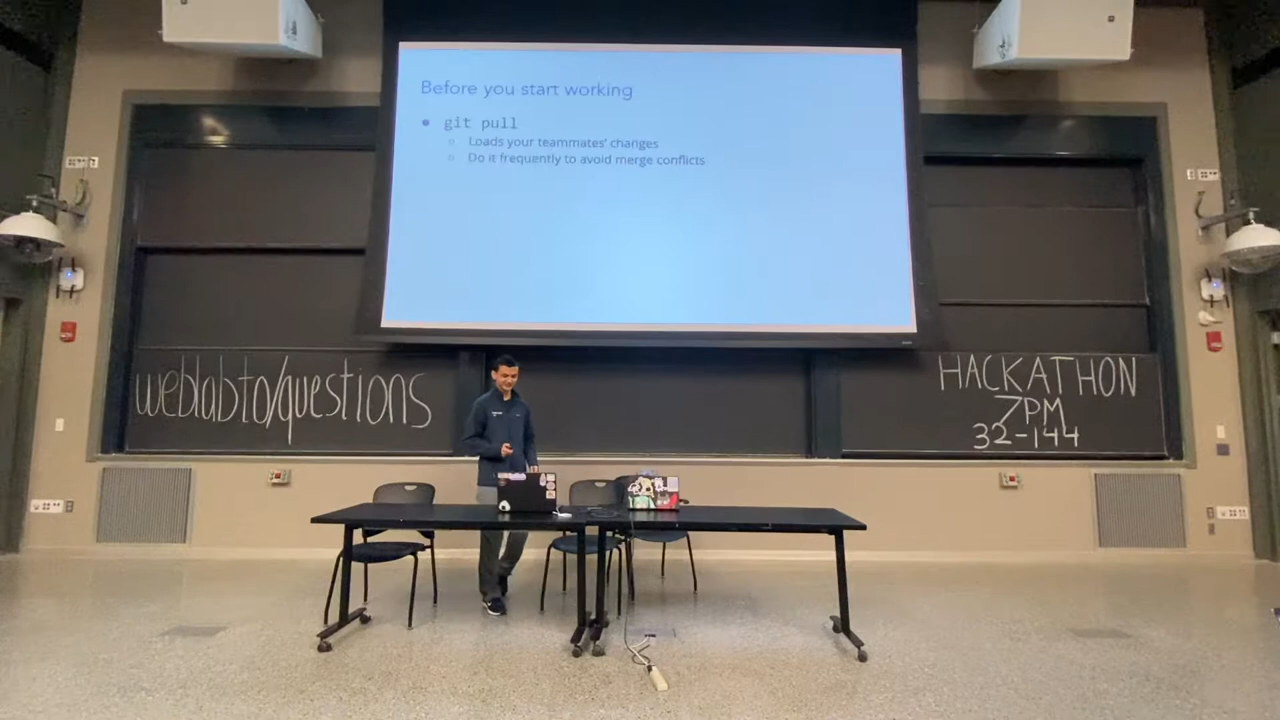 Before you start working
git pull
Loads your teammates' changes
Do it frequently to avoid merge conflicts
weblab.to/questions
HACKATHON
7PM
32-144